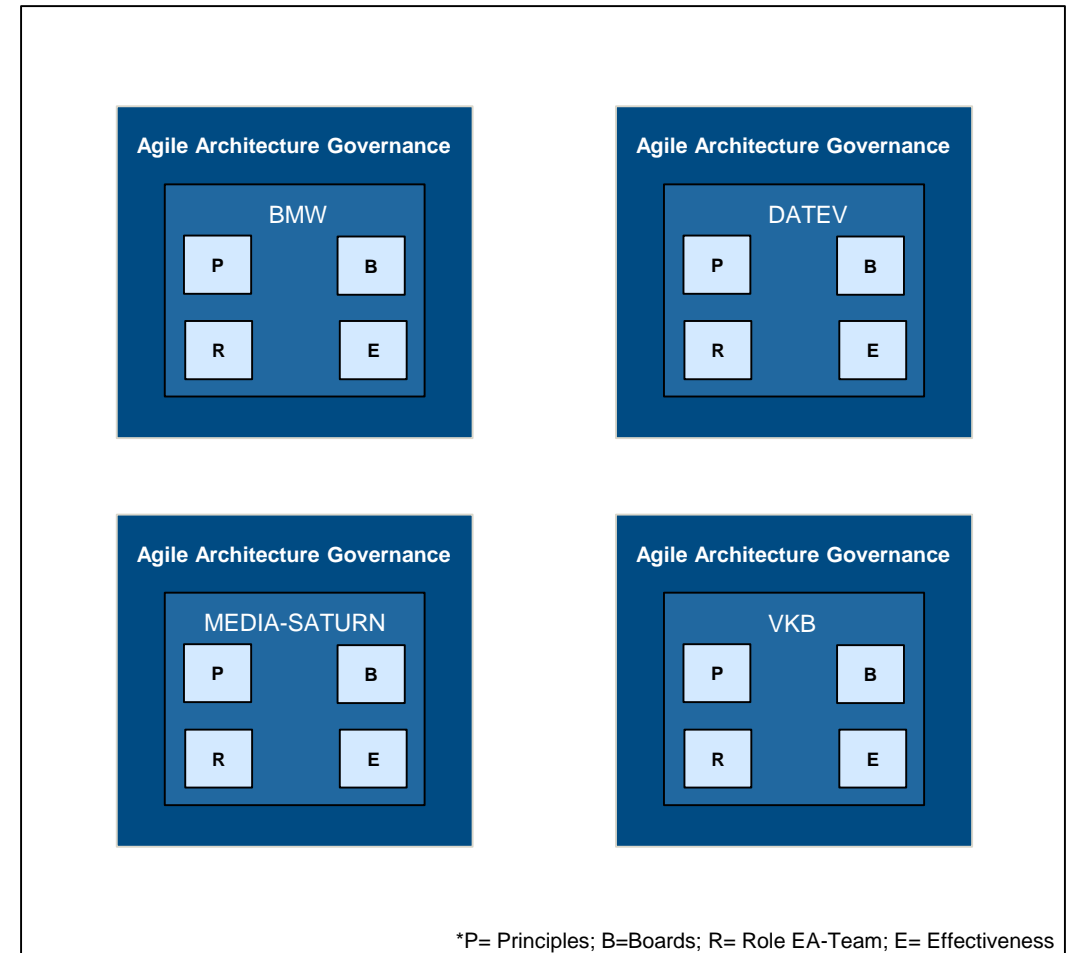 Agile Architecture Governance
BMW
P
B
R
E
Agile Architecture Governance
DATEV
P
B
R
E
Agile Architecture Governance
MEDIA-SATURN
P
B
R
E
Agile Architecture Governance
VKB
P
B
R
E
*P= Principles; B=Boards; R= Role EA-Team; E= Effectiveness